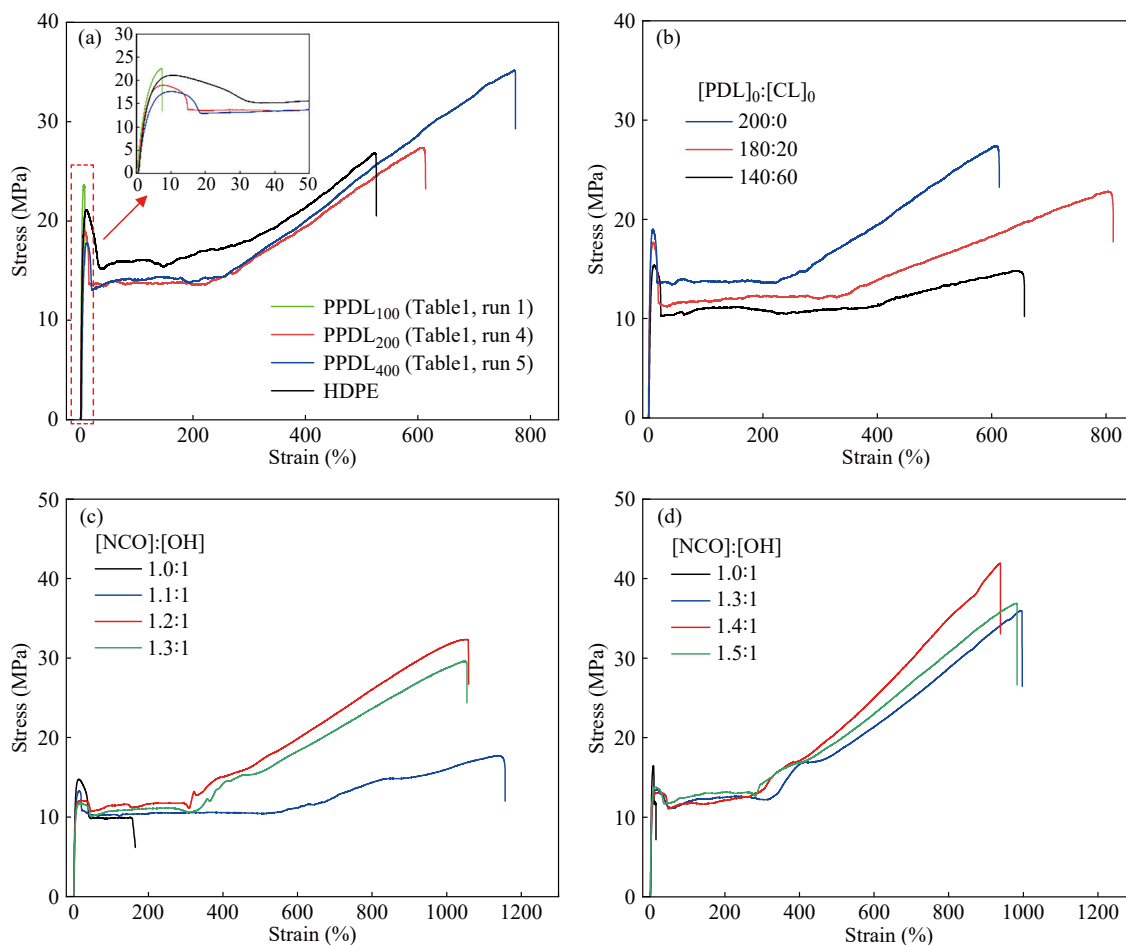 (a)
40
30
20
10
0
Stress (MPa)
30
25
20
15
10
5
0
0 10 20 30 40 50
PPDL₁₀₀ (Table1, run 1)
PPDL₂₀₀ (Table1, run 4)
PPDL₄₀₀ (Table1, run 5)
HDPE
0 200 400 600 800
Strain (%)
(b)
40
30
20
10
0
Stress (MPa)
[PDL]₀:[CL]₀
200:0
180:20
140:60
0 200 400 600 800
Strain (%)
(c)
50
40
30
20
10
0
Stress (MPa)
[NCO]:[OH]
1.0:1
1.1:1
1.2:1
1.3:1
0 200 400 600 800 1000 1200
Strain (%)
(d)
50
40
30
20
10
0
Stress (MPa)
[NCO]:[OH]
1.0:1
1.3:1
1.4:1
1.5:1
0 200 400 600 800 1000 1200
Strain (%)